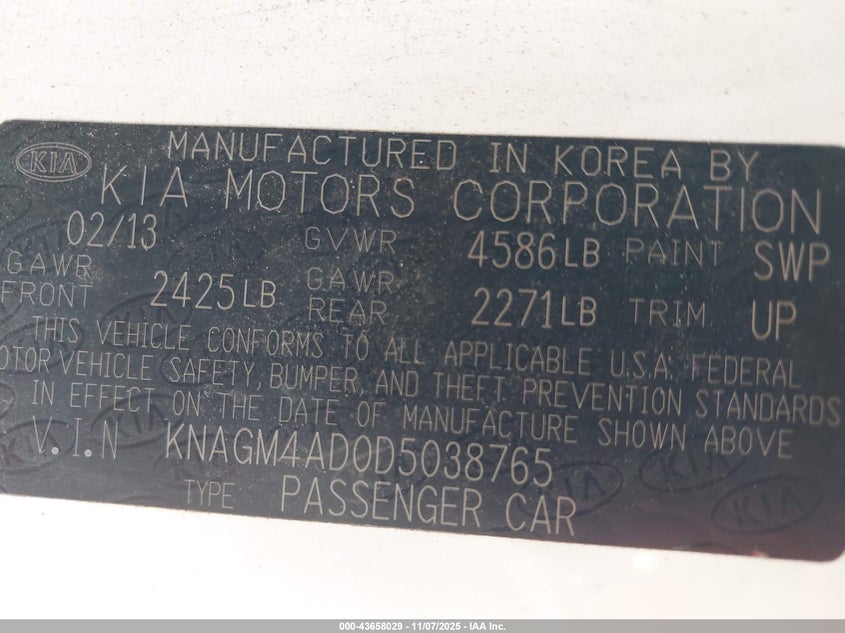 KIA
MANUFACTURED IN KOREA BY
KIA MOTORS CORPORATION
02/13 GVWR 4586LB PAINT SWP
GAWR FRONT 2425LB GAWR REAR 2271LB TRIM UP
THIS VEHICLE CONFORMS TO ALL APPLICABLE U.S.A. FEDERAL
MOTOR VEHICLE SAFETY, BUMPER, AND THEFT PREVENTION STANDARDS
IN EFFECT ON THE DATE OF MANUFACTURE SHOWN ABOVE
V.I.N KNAGM4AD0D5038765
TYPE PASSENGER CAR
000-43658029 - 11/07/2025 - IAA Inc.